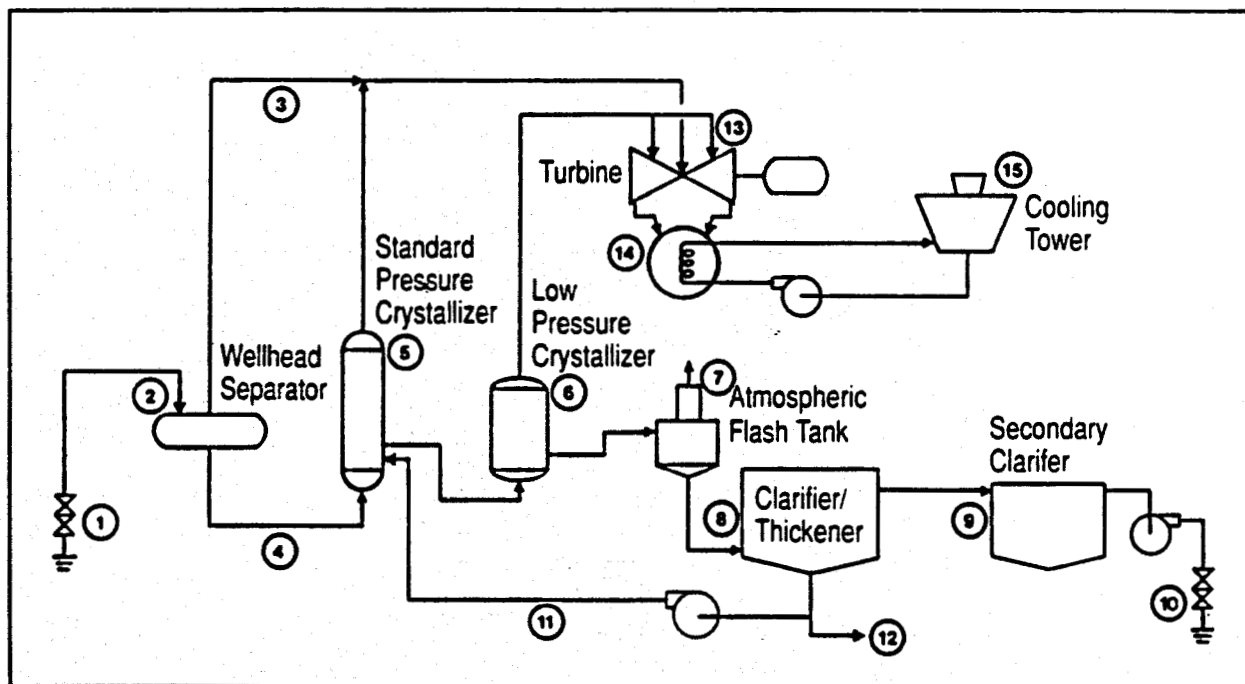 3
13
Turbine
15
Cooling
Tower
14
Standard
Pressure
Crystallizer
Low
Pressure
Crystallizer
5
Wellhead
Separator
2
6
7
Atmospheric
Flash Tank
Secondary
Clarifer
1
4
8
Clarifier/
Thickener
9
10
11
12